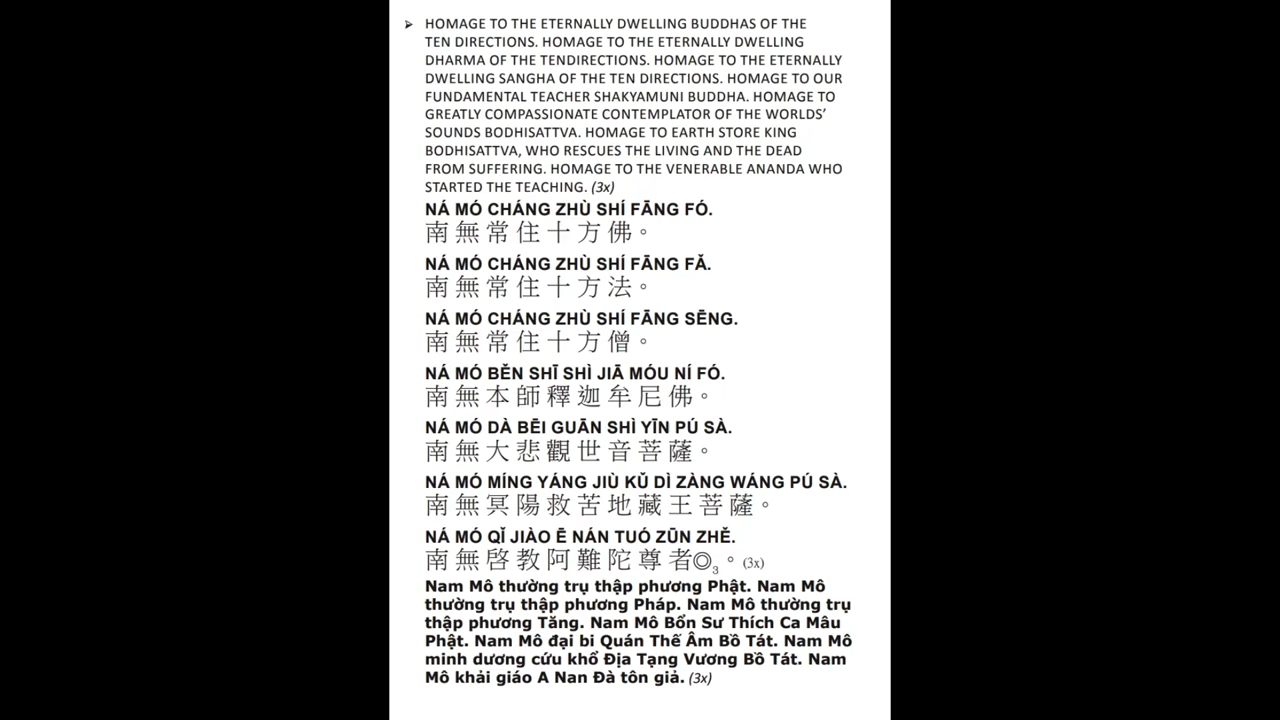 ➢ HOMAGE TO THE ETERNALLY DWELLING BUDDHAS OF THE
TEN DIRECTIONS. HOMAGE TO THE ETERNALLY DWELLING
DHARMA OF THE TENDIRECTIONS. HOMAGE TO THE ETERNALLY
DWELLING SANGHA OF THE TEN DIRECTIONS. HOMAGE TO OUR
FUNDAMENTAL TEACHER SHAKYAMUNI BUDDHA. HOMAGE TO
GREATLY COMPASSIONATE CONTEMPLATOR OF THE WORLDS’
SOUNDS BODHISATTVA. HOMAGE TO EARTH STORE KING
BODHISATTVA, WHO RESCUES THE LIVING AND THE DEAD
FROM SUFFERING. HOMAGE TO THE VENERABLE ANANDA WHO
STARTED THE TEACHING. (3x)
NÁ MÓ CHÁNG ZHÙ SHÍ FĀNG FÓ.
南無常住十方佛。
NÁ MÓ CHÁNG ZHÙ SHÍ FĀNG FǍ.
南無常住十方法。
NÁ MÓ CHÁNG ZHÙ SHÍ FĀNG SĒNG.
南無常住十方僧。
NÁ MÓ BĚN SHĪ SHÌ JIĀ MÓU NÍ FÓ.
南無本師釋迦牟尼佛。
NÁ MÓ DÀ BĒI GUĀN SHÌ YĪN PÚ SÀ.
南無大悲觀世音菩薩。
NÁ MÓ MÍNG YÁNG JIÙ KǓ DÌ ZÀNG WÁNG PÚ SÀ.
南無冥陽救苦地藏王菩薩。
NÁ MÓ QǏ JIÀO Ē NÁN TUÓ ZŪN ZHĚ.
南無啓教阿難陀尊者◎3。(3x)
Nam Mô thường trụ thập phương Phật. Nam Mô
thường trụ thập phương Pháp. Nam Mô thường trụ
thập phương Tăng. Nam Mô Bổn Sư Thích Ca Mâu
Phật. Nam Mô đại bi Quán Thế Âm Bồ Tát. Nam Mô
minh dương cứu khổ Địa Tạng Vương Bồ Tát. Nam
Mô khải giáo A Nan Đà tôn giả. (3x)